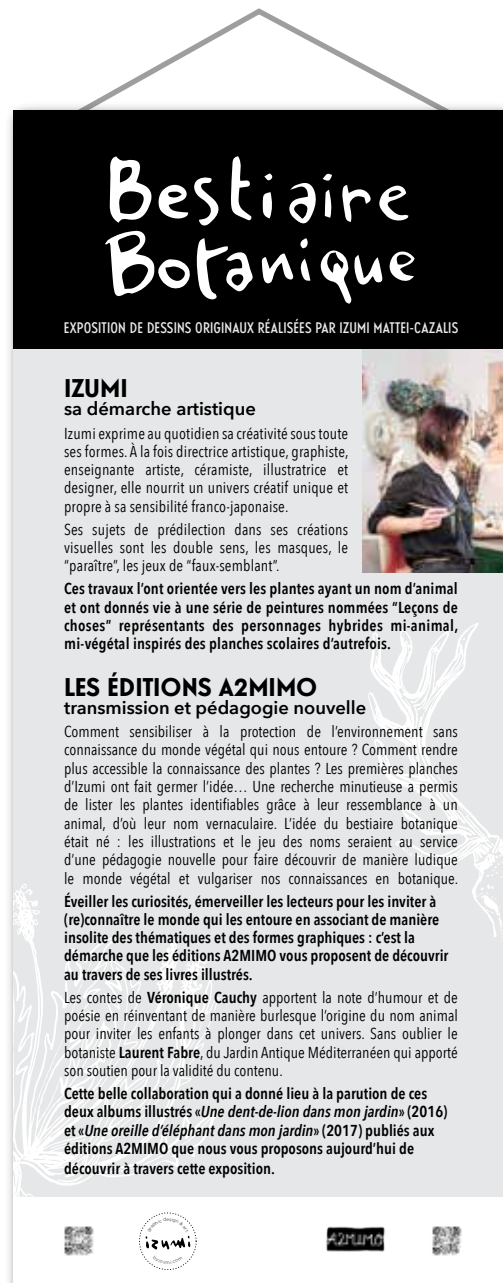 Bestiaire
Botanique
EXPOSITION DE DESSINS ORIGINAUX RÉALISÉES PAR IZUMI MATTEI-CAZALIS
IZUMI
sa démarche artistique
Izumi exprime au quotidien sa créativité sous toute
ses formes. À la fois directrice artistique, graphiste,
enseignante artiste, céramiste, illustratrice et
designer, elle nourrit un univers créatif unique et
propre à sa sensibilité franco-japonaise.
Ses sujets de prédilection dans ses créations
visuelles sont les double sens, les masques, le
"paraître", les jeux de "faux-semblant".
Ces travaux l'ont orientée vers les plantes ayant un nom d'animal
et ont donnés vie à une série de peintures nommées "Leçons de
choses" représentants des personnages hybrides mi-animal,
mi-végétal inspirés des planches scolaires d'autrefois.
LES ÉDITIONS A2MIMO
transmission et pédagogie nouvelle
Comment sensibiliser à la protection de l'environnement sans
connaissance du monde végétal qui nous entoure ? Comment rendre
plus accessible la connaissance des plantes ? Les premières planches
d'Izumi ont fait germer l'idée… Une recherche minutieuse a permis
de lister les plantes identifiables grâce à leur ressemblance à un
animal, d'où leur nom vernaculaire. L'idée du bestiaire botanique
était né : les illustrations et le jeu des noms seraient au service
d'une pédagogie nouvelle pour faire découvrir de manière ludique
le monde végétal et vulgariser nos connaissances en botanique.
Éveiller les curiosités, émerveiller les lecteurs pour les inviter à
(re)connaître le monde qui les entoure en associant de manière
insolite des thématiques et des formes graphiques : c'est la
démarche que les éditions A2MIMO vous proposent de découvrir
au travers de ses livres illustrés.
Les contes de Véronique Cauchy apportent la note d'humour et de
poésie en réinventant de manière burlesque l'origine du nom animal
pour inviter les enfants à plonger dans cet univers. Sans oublier le
botaniste Laurent Fabre, du Jardin Antique Méditerranéen qui apporté
son soutien pour la validité du contenu.
Cette belle collaboration qui a donné lieu à la parution de ces
deux albums illustrés «Une dent-de-lion dans mon jardin» (2016)
et «Une oreille d'éléphant dans mon jardin» (2017) publiés aux
éditions A2MIMO que nous vous proposons aujourd'hui de
découvrir à travers cette exposition.
izumi
A2MIMO